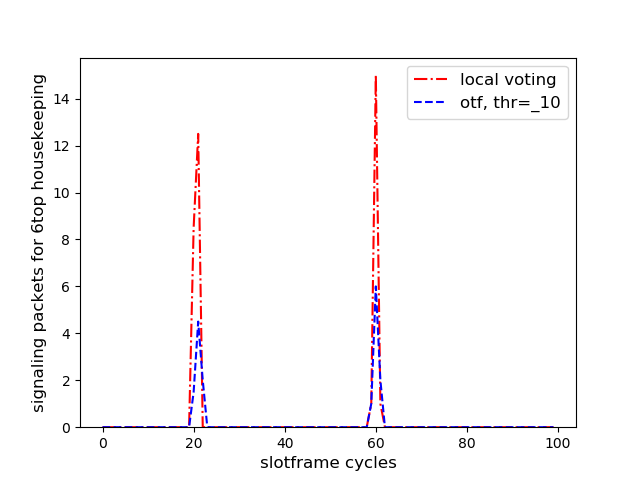 local voting
otf, thr=_10
14
12
10
8
6
4
2
0
signaling packets for 6top housekeeping
0 20 40 60 80 100
slotframe cycles